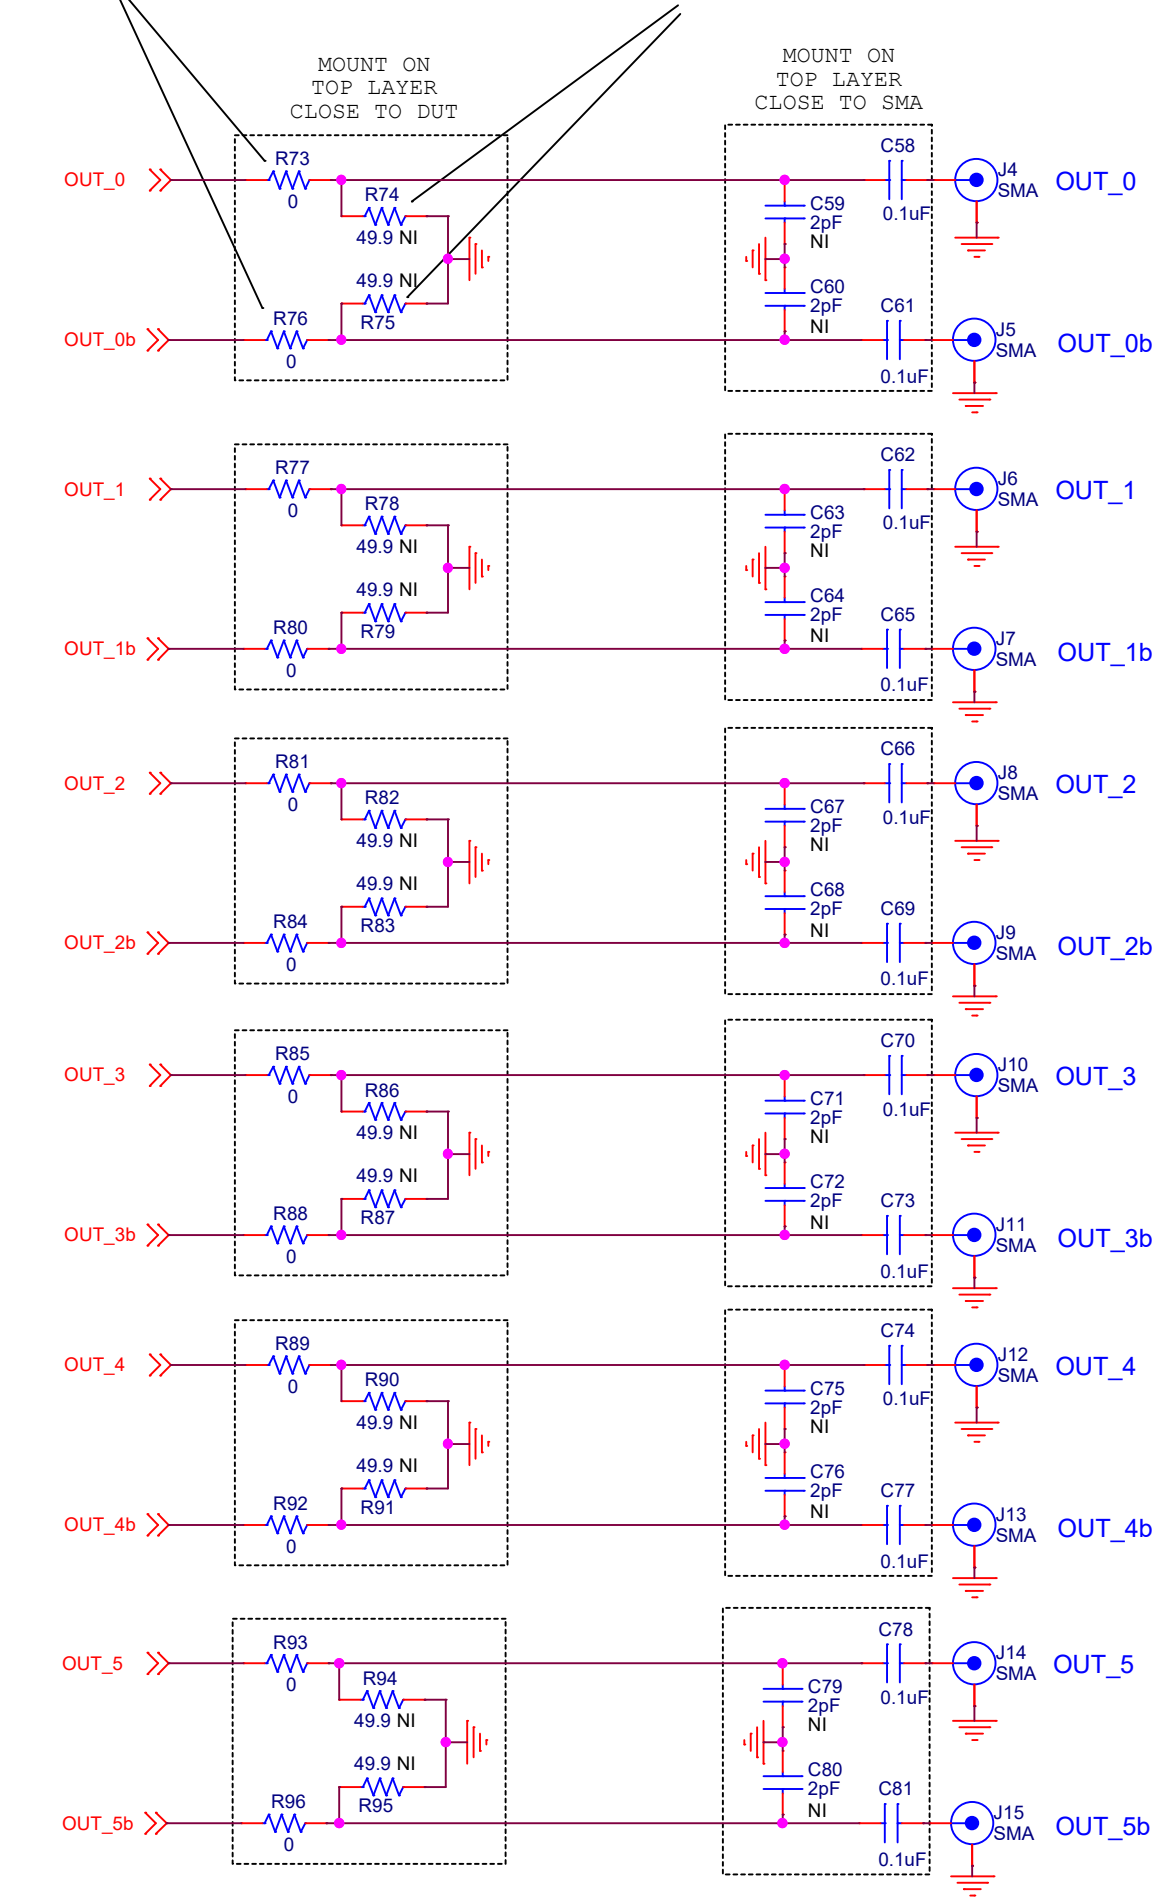 MOUNT ON
TOP LAYER
CLOSE TO DUT
MOUNT ON
TOP LAYER
CLOSE TO SMA
OUT_0
R73
0
R74
49.9 NI
49.9 NI
R75
OUT_0b
R76
0
C58
0.1uF
C59
2pF
NI
C60
2pF
NI
C61
0.1uF
J4
SMA
OUT_0
J5
SMA
OUT_0b
OUT_1
R77
0
R78
49.9 NI
49.9 NI
R79
OUT_1b
R80
0
C62
0.1uF
C63
2pF
NI
C64
2pF
NI
C65
0.1uF
J6
SMA
OUT_1
J7
SMA
OUT_1b
OUT_2
R81
0
R82
49.9 NI
49.9 NI
R83
OUT_2b
R84
0
C66
0.1uF
C67
2pF
NI
C68
2pF
NI
C69
0.1uF
J8
SMA
OUT_2
J9
SMA
OUT_2b
OUT_3
R85
0
R86
49.9 NI
49.9 NI
R87
OUT_3b
R88
0
C70
0.1uF
C71
2pF
NI
C72
2pF
NI
C73
0.1uF
J10
SMA
OUT_3
J11
SMA
OUT_3b
OUT_4
R89
0
R90
49.9 NI
49.9 NI
R91
OUT_4b
R92
0
C74
0.1uF
C75
2pF
NI
C76
2pF
NI
C77
0.1uF
J12
SMA
OUT_4
J13
SMA
OUT_4b
OUT_5
R93
0
R94
49.9 NI
49.9 NI
R95
OUT_5b
R96
0
C78
0.1uF
C79
2pF
NI
C80
2pF
NI
C81
0.1uF
J14
SMA
OUT_5
J15
SMA
OUT_5b